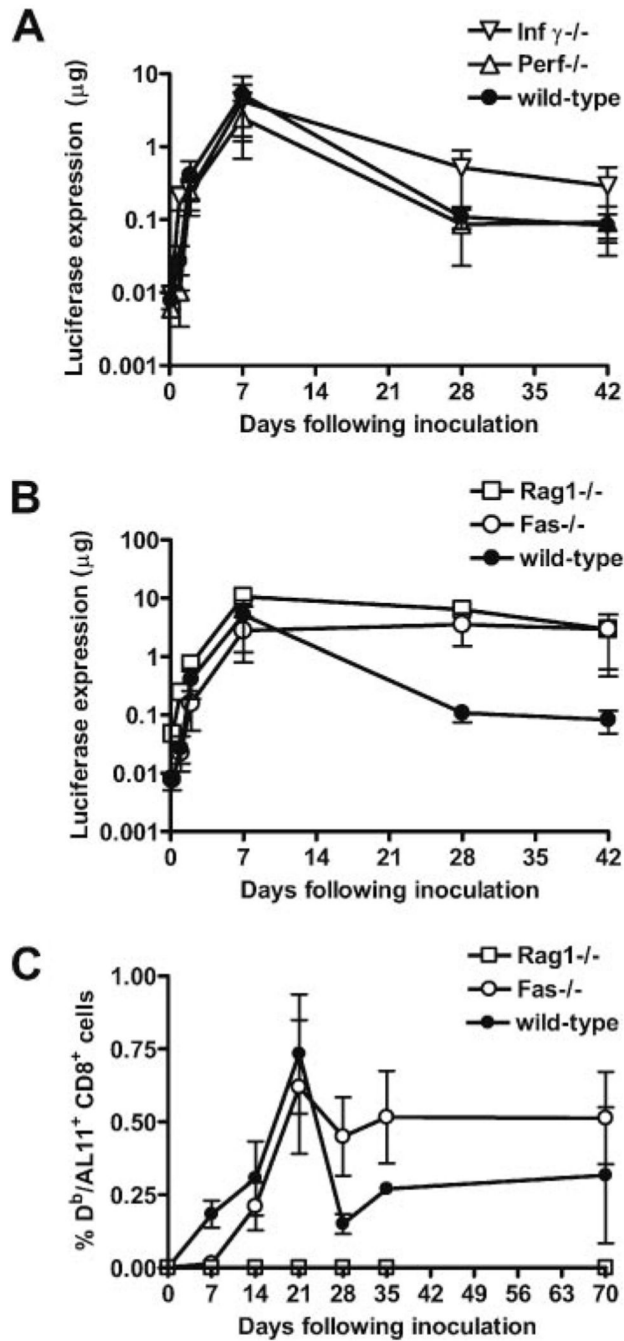 A
Inf γ-/-
Perf-/-
wild-type
Luciferase expression (µg)
10
1
0.1
0.01
0.001
0 7 14 21 28 35 42
Days following inoculation
B
Rag1-/-
Fas-/-
wild-type
Luciferase expression (µg)
100
10
1
0.1
0.01
0.001
0 7 14 21 28 35 42
Days following inoculation
C
Rag1-/-
Fas-/-
wild-type
% Dᵇ/AL11⁺ CD8⁺ cells
1.00
0.75
0.50
0.25
0.00
0 7 14 21 28 35 42 49 56 63 70
Days following inoculation